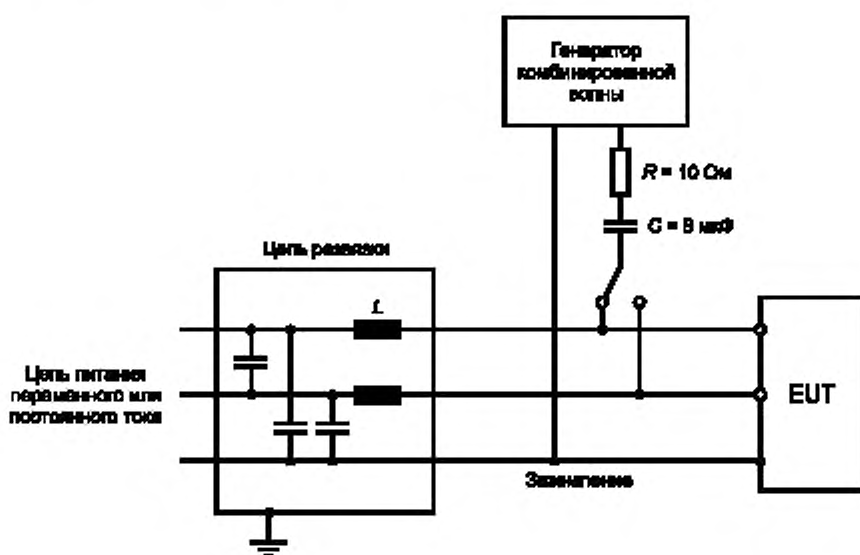 Генератор
комбинированной
волны
R = 10 Ом
C = 9 мкФ
Цепь развязки
L
Цепь питания
переменного или
постоянного тока
EUT
Заземление